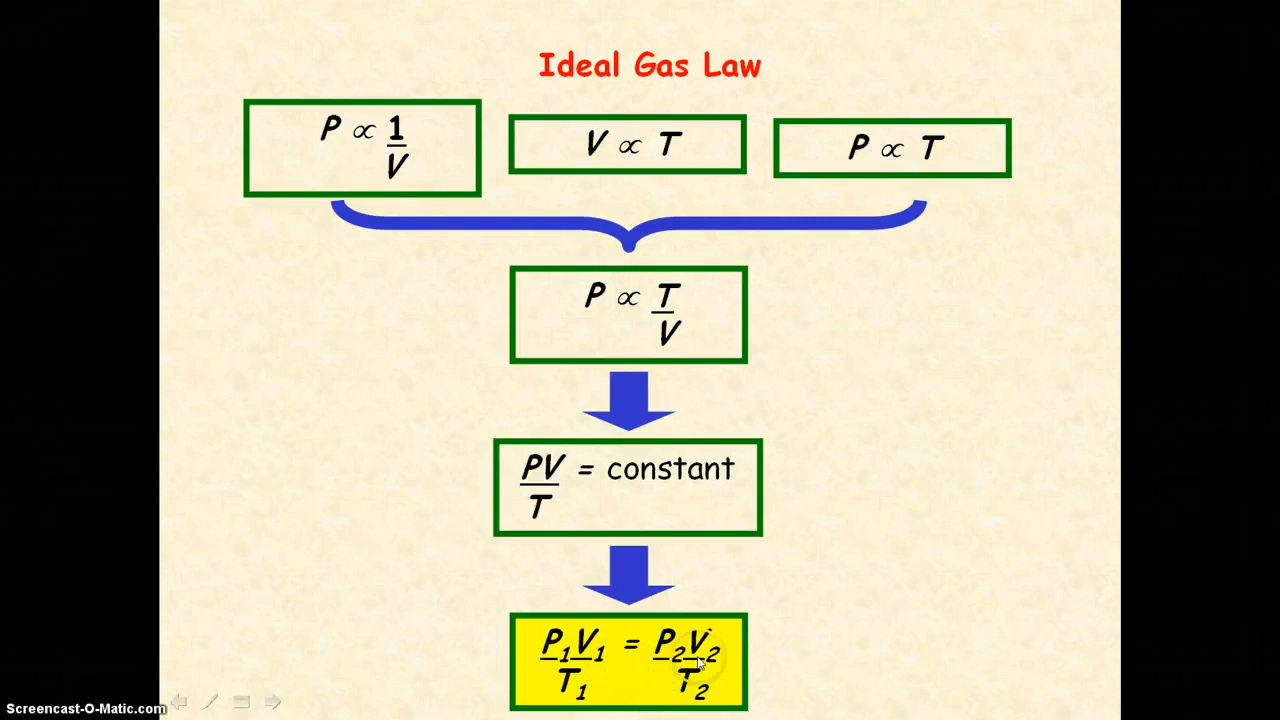 Ideal Gas Law
P ∝ 1
V
V ∝ T
P ∝ T
P ∝ T
V
PV = constant
T
P₁V₁ = P₂V₂
T₁ T₂
Screencast-O-Matic.com